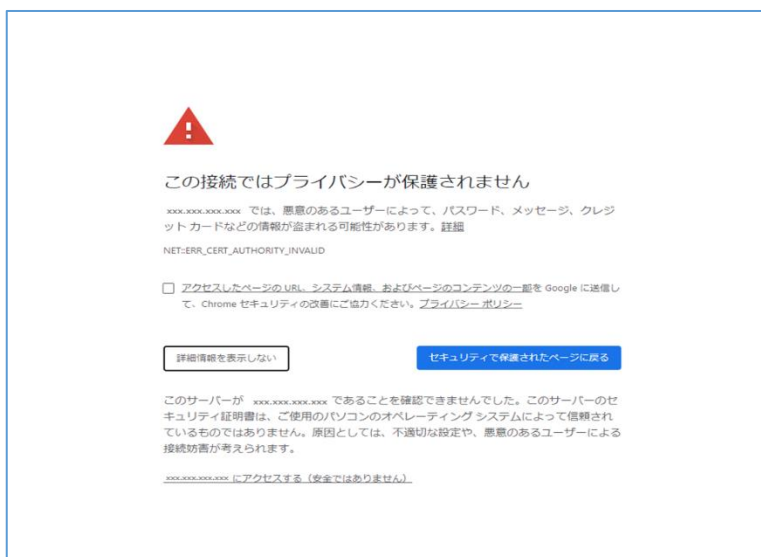 この接続ではプライバシーが保護されません
xxx.xxx.xxx.xxx では、悪意のあるユーザーによって、パスワード、メッセージ、クレジ
ット カードなどの情報が盗まれる可能性があります。詳細
NET::ERR_CERT_AUTHORITY_INVALID
アクセスしたページの URL、システム情報、およびページのコンテンツの一部を Google に送信し
て、Chrome セキュリティの改善にご協力ください。プライバシー ポリシー
詳細情報を表示しない
セキュリティで保護されたページに戻る
このサーバーが xxx.xxx.xxx.xxx であることを確認できませんでした。このサーバーのセ
キュリティ証明書は、ご使用のパソコンのオペレーティング システムによって信頼され
ているものではありません。原因としては、不適切な設定や、悪意のあるユーザーによる
接続妨害が考えられます。
xxx.xxx.xxx.xxx にアクセスする（安全ではありません）